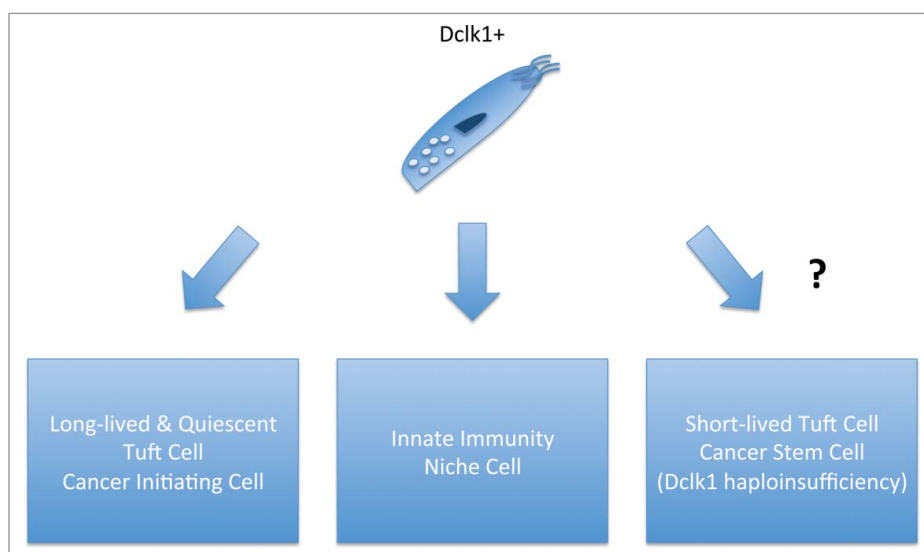 Dclk1+
?
Long-lived & Quiescent
Tuft Cell
Cancer Initiating Cell
Innate Immunity
Niche Cell
Short-lived Tuft Cell
Cancer Stem Cell
(Dclk1 haploinsufficiency)